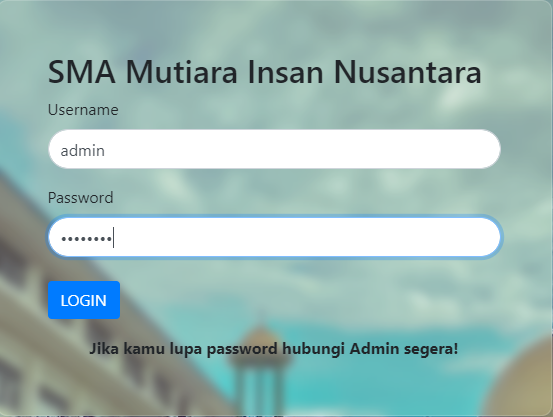 SMA Mutiara Insan Nusantara
Username
admin
Password
••••••••
LOGIN
Jika kamu lupa password hubungi Admin segera!